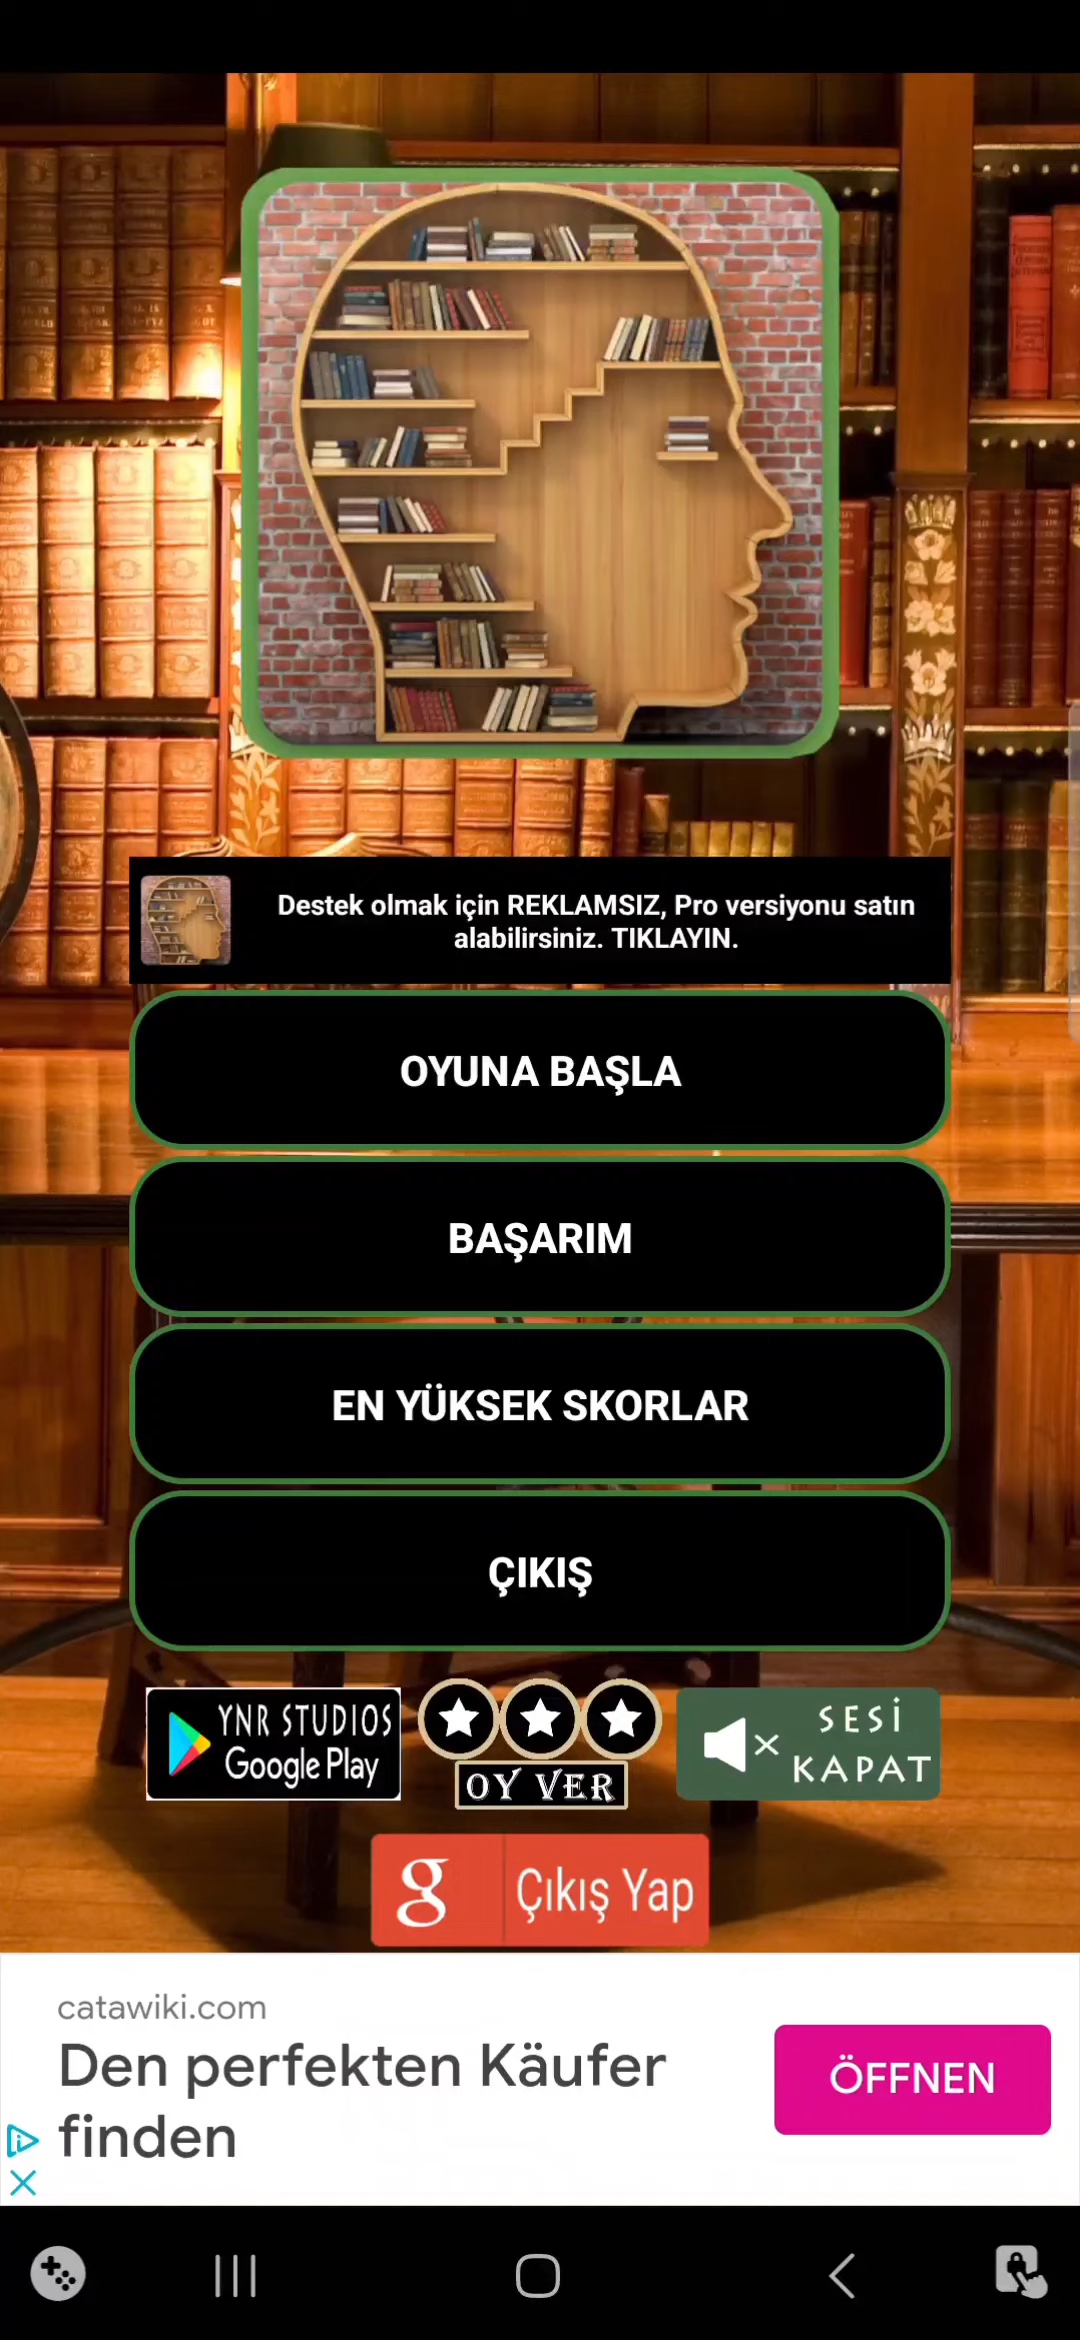 Destek olmak için REKLAMSIZ, Pro versiyonu satın
alabilirsiniz. TIKLAYIN.
OYUNA BAŞLA
BAŞARIM
EN YÜKSEK SKORLAR
ÇIKIŞ
YNR STUDIOS
Google Play
OY VER
SESİ
KAPAT
g Çıkış Yap
catawiki.com
Den perfekten Käufer
finden
ÖFFNEN